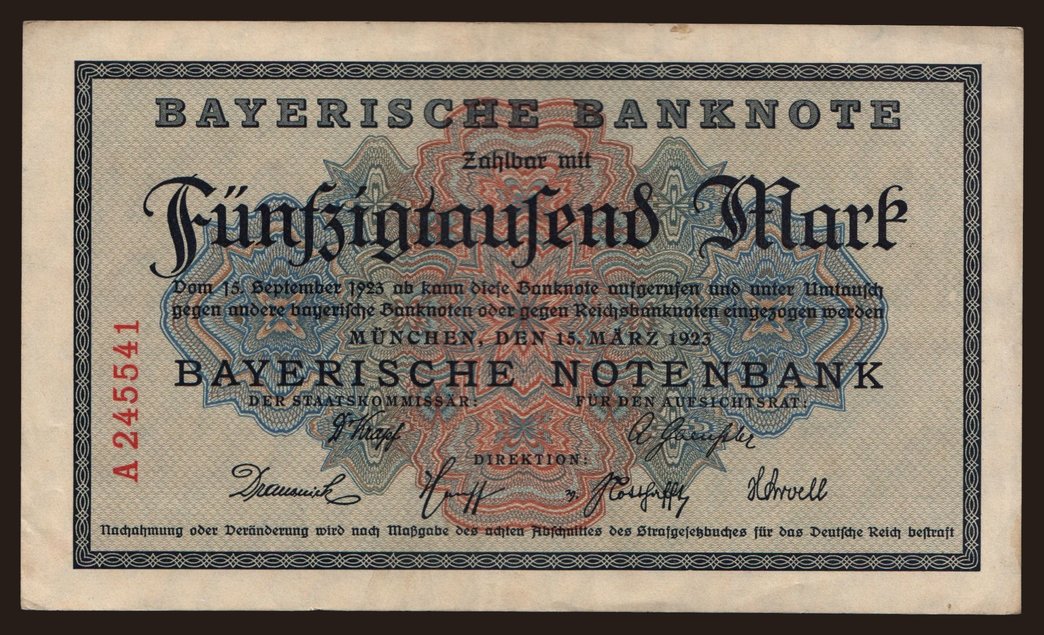 BAYERISCHE BANKNOTE
Zahlbar mit
Fünfzigtausend Mark
Vom 15. September 1923 ab kann diese Banknote aufgerufen und unter Umtausch
gegen andere bayerische Banknoten oder gegen Reichsbanknoten eingezogen werden
MÜNCHEN, DEN 15. MÄRZ 1923
BAYERISCHE NOTENBANK
DER STAATSKOMMISSÄR: FÜR DEN AUFSICHTSRAT:
Dr Krapf
DIREKTION:
Nachahmung oder Veränderung wird nach Maßgabe des achten Abschnittes des Strafgesetzbuches für das Deutsche Reich bestraft
A 245541